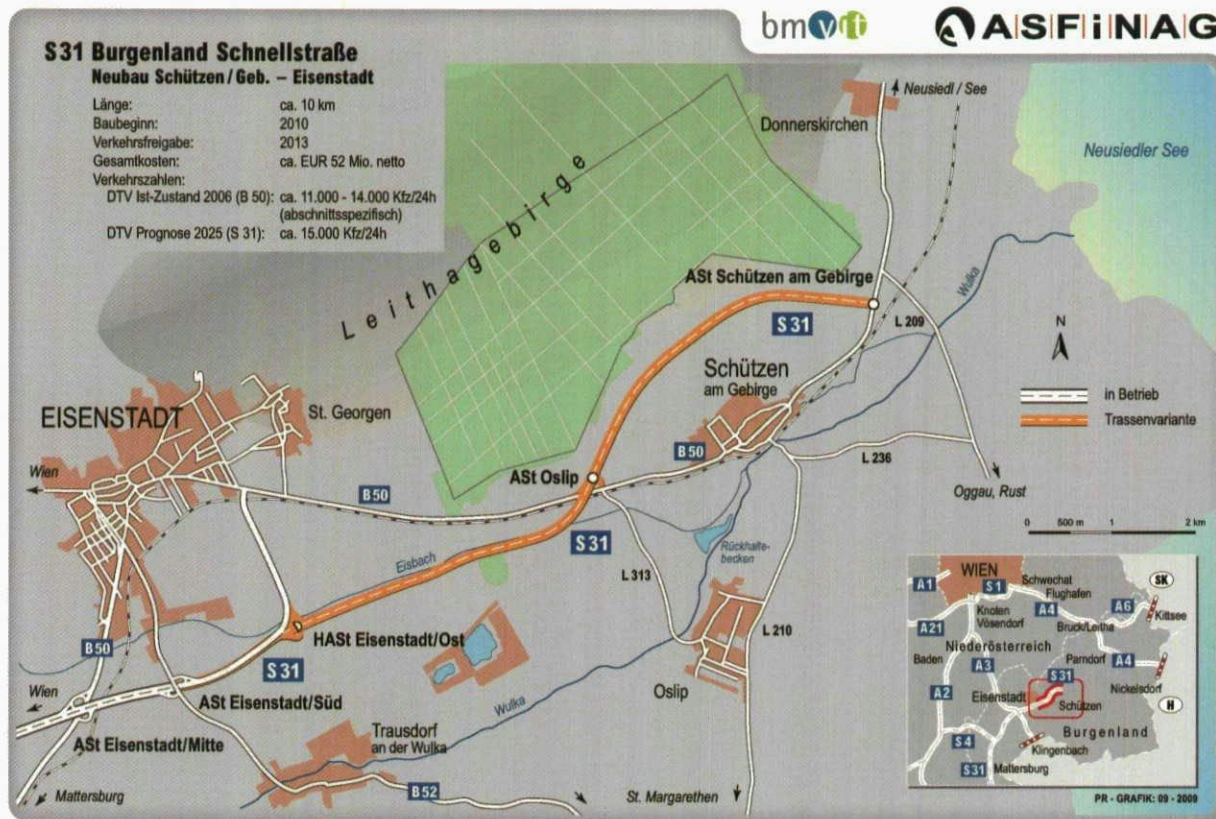 bmvit
ASFiNAG
S31 Burgenland Schnellstraße
Neubau Schützen/Geb. – Eisenstadt
Länge: ca. 10 km
Baubeginn: 2010
Verkehrsfreigabe: 2013
Gesamtkosten: ca. EUR 52 Mio. netto
Verkehrszahlen:
DTV Ist-Zustand 2006 (B 50): ca. 11.000 - 14.000 Kfz/24h
(abschnittsspezifisch)
DTV Prognose 2025 (S 31): ca. 15.000 Kfz/24h
Neusiedl / See
Donnerskirchen
Neusiedler See
Leithagebirge
Wulka
ASt Schützen am Gebirge
S31
L 209
N
Schützen
am Gebirge
in Betrieb
Trassenvariante
EISENSTADT
St. Georgen
B50
L 236
Wien
ASt Oslip
B50
Oggau, Rust
S31
0 500 m 1 2 km
Eisbach
Rückhalte-
becken
L 313
B50
HASt Eisenstadt/Ost
L 210
S31
Wien
ASt Eisenstadt/Süd
Oslip
Wulka
ASt Eisenstadt/Mitte
Trausdorf
an der Wulka
B52
Mattersburg
St. Margarethen
WIEN
A1
S1
Schwechat
Flughafen
SK
A4
A6
Kittsee
Knoten
Vösendorf
A21
Bruck/Leitha
Niederösterreich
Baden
A3
Parndorf
A4
S31
A2
Eisenstadt
Nickelsdorf
Schützen
H
Burgenland
S4
Klingenbach
S31
Mattersburg
PR - GRAFIK: 09 - 2009